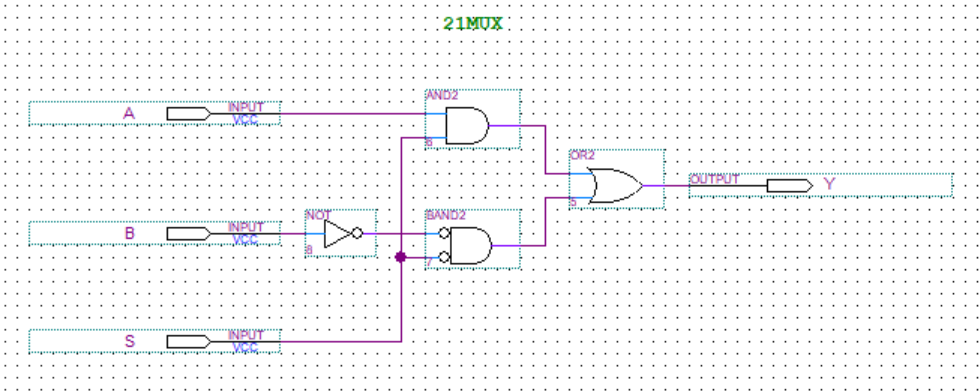 21MUX
AND2
A
INPUT
VCC
6
OR2
OUTPUT
Y
5
B
INPUT
VCC
NOT
8
BAND2
7
S
INPUT
VCC